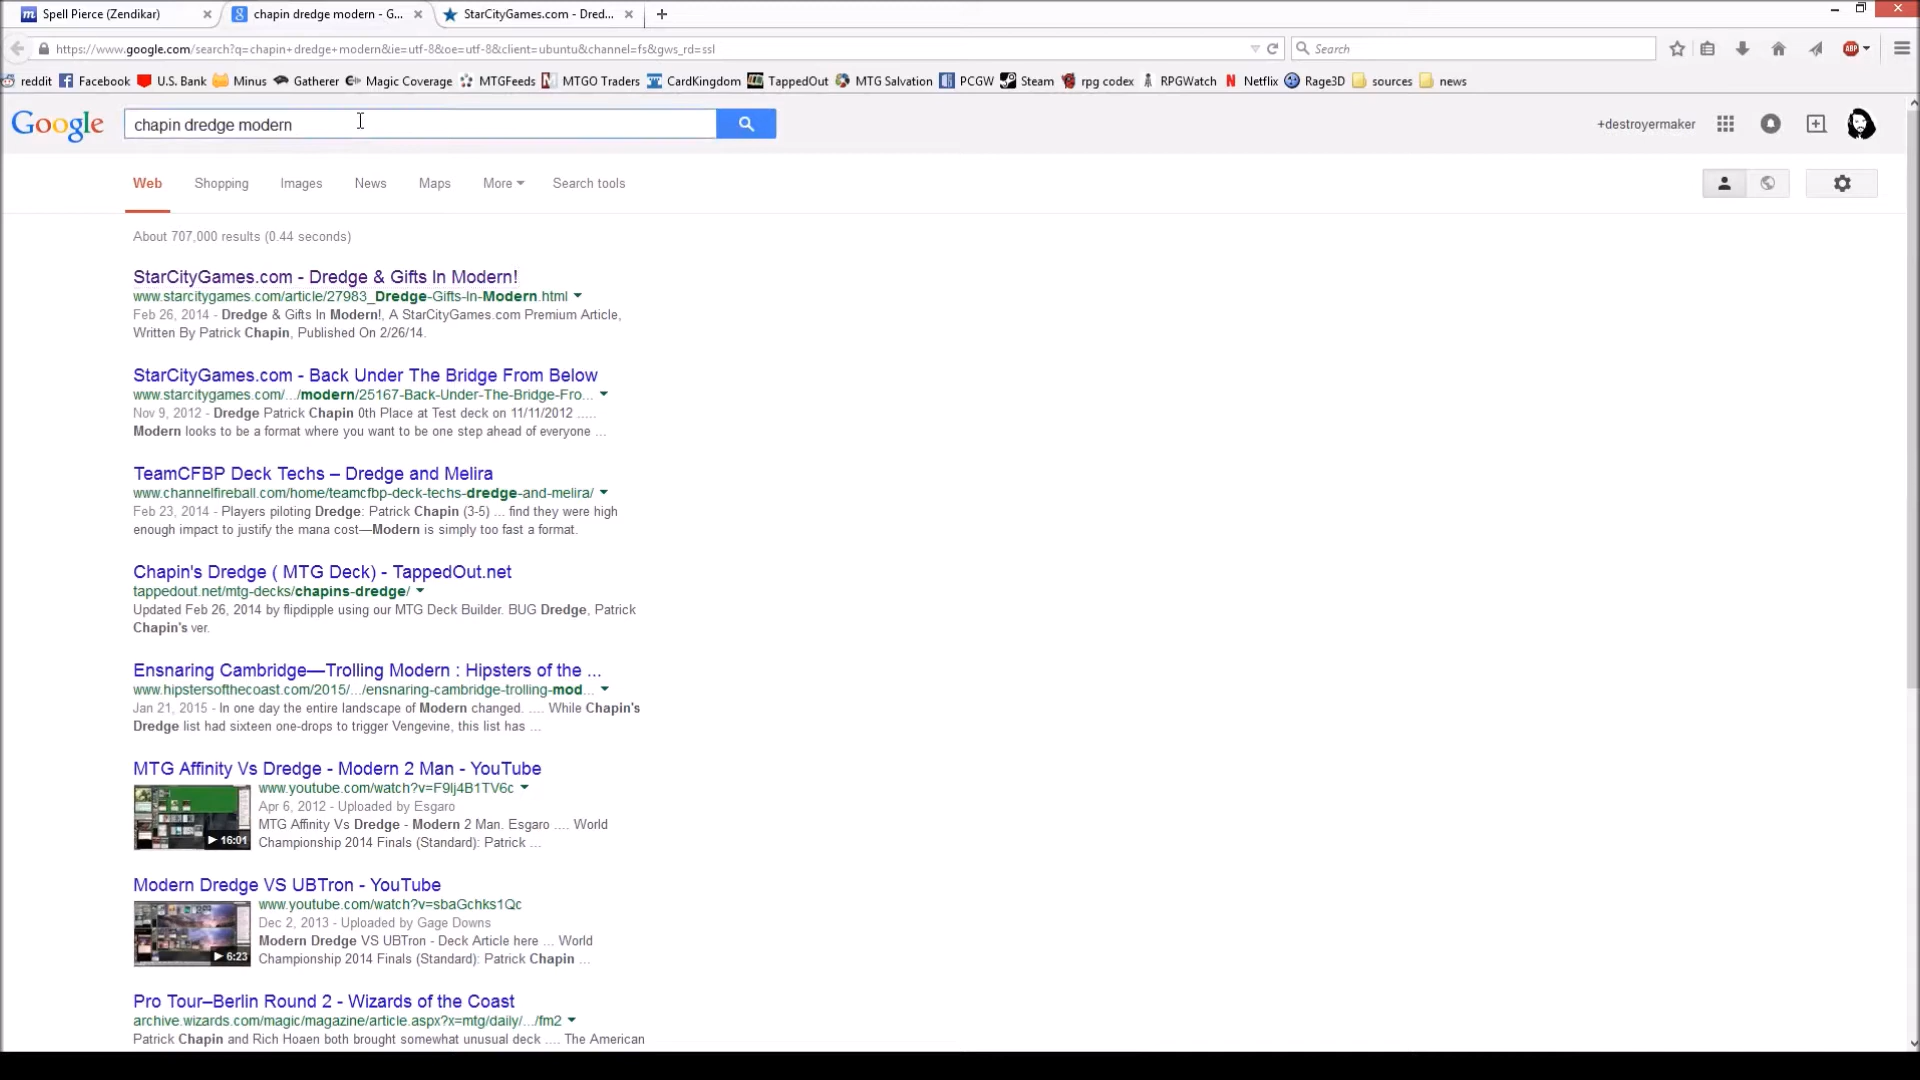 Spell Pierce (Zendikar)
chapin dredge modern - G...
StarCityGames.com - Dred...
https://www.google.com/search?q=chapin+dredge+modern&ie=utf-8&oe=utf-8&client=ubuntu&channel=fs&gws_rd=ssl
Search
ABP
reddit Facebook U.S. Bank Minus Gatherer Magic Coverage MTGFeeds MTGO Traders CardKingdom TappedOut MTG Salvation PCGW Steam rpg codex RPGWatch Netflix Rage3D sources news
Google
chapin dredge modern
+destroyermaker
Web Shopping Images News Maps More Search tools
About 707,000 results (0.44 seconds)
StarCityGames.com - Dredge & Gifts In Modern!
www.starcitygames.com/article/27983_Dredge-Gifts-In-Modern.html
Feb 26, 2014 - Dredge & Gifts In Modern!, A StarCityGames.com Premium Article,
Written By Patrick Chapin, Published On 2/26/14.
StarCityGames.com - Back Under The Bridge From Below
www.starcitygames.com/.../modern/25167-Back-Under-The-Bridge-Fro...
Nov 9, 2012 - Dredge Patrick Chapin 0th Place at Test deck on 11/11/2012 .....
Modern looks to be a format where you want to be one step ahead of everyone ...
TeamCFBP Deck Techs – Dredge and Melira
www.channelfireball.com/home/teamcfbp-deck-techs-dredge-and-melira/
Feb 23, 2014 - Players piloting Dredge: Patrick Chapin (3-5) ... find they were high
enough impact to justify the mana cost—Modern is simply too fast a format.
Chapin's Dredge ( MTG Deck) - TappedOut.net
tappedout.net/mtg-decks/chapins-dredge/
Updated Feb 26, 2014 by flipdipple using our MTG Deck Builder. BUG Dredge, Patrick
Chapin's ver.
Ensnaring Cambridge—Trolling Modern : Hipsters of the ...
www.hipstersofthecoast.com/2015/.../ensnaring-cambridge-trolling-mod...
Jan 21, 2015 - In one day the entire landscape of Modern changed. .... While Chapin's
Dredge list had sixteen one-drops to trigger Vengevine, this list has ...
MTG Affinity Vs Dredge - Modern 2 Man - YouTube
www.youtube.com/watch?v=F9lj4B1TV6c
Apr 6, 2012 - Uploaded by Esgaro
MTG Affinity Vs Dredge - Modern 2 Man. Esgaro .... World
16:01
Championship 2014 Finals (Standard): Patrick ...
Modern Dredge VS UBTron - YouTube
www.youtube.com/watch?v=sbaGchks1Qc
Dec 2, 2013 - Uploaded by Gage Downs
Modern Dredge VS UBTron - Deck Article here ... World
6:23
Championship 2014 Finals (Standard): Patrick Chapin ...
Pro Tour–Berlin Round 2 - Wizards of the Coast
archive.wizards.com/magic/magazine/article.aspx?x=mtg/daily/.../fm2
Patrick Chapin and Rich Hoaen both brought somewhat unusual deck .... The American